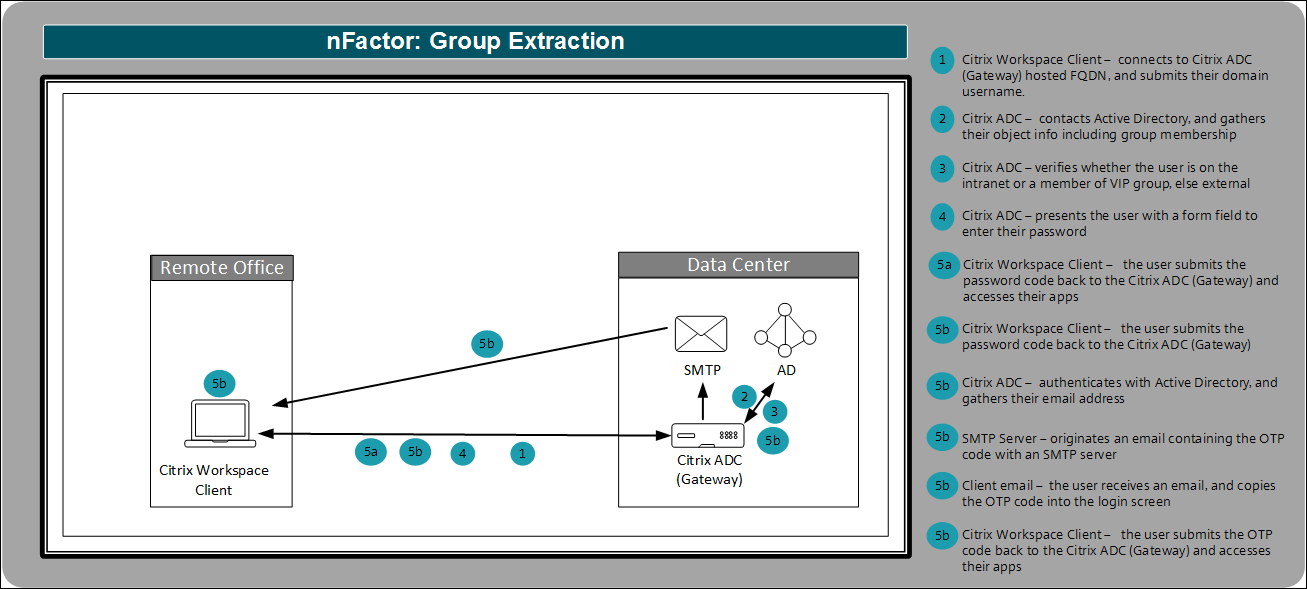 nFactor: Group Extraction
Remote Office
5b
Citrix Workspace
Client
5b
5a
5b
4
1
Data Center
SMTP
AD
2
3
5b
Citrix ADC
(Gateway)
1
Citrix Workspace Client – connects to Citrix ADC
(Gateway) hosted FQDN, and submits their domain
username.
2
Citrix ADC – contacts Active Directory, and gathers
their object info including group membership
3
Citrix ADC – verifies whether the user is on the
intranet or a member of VIP group, else external
4
Citrix ADC – presents the user with a form field to
enter their password
5a
Citrix Workspace Client – the user submits the
password code back to the Citrix ADC (Gateway) and
accesses their apps
5b
Citrix Workspace Client – the user submits the
password code back to the Citrix ADC (Gateway)
5b
Citrix ADC – authenticates with Active Directory, and
gathers their email address
5b
SMTP Server – originates an email containing the OTP
code with an SMTP server
5b
Client email – the user receives an email, and copies
the OTP code into the login screen
5b
Citrix Workspace Client – the user submits the OTP
code back to the Citrix ADC (Gateway) and accesses
their apps